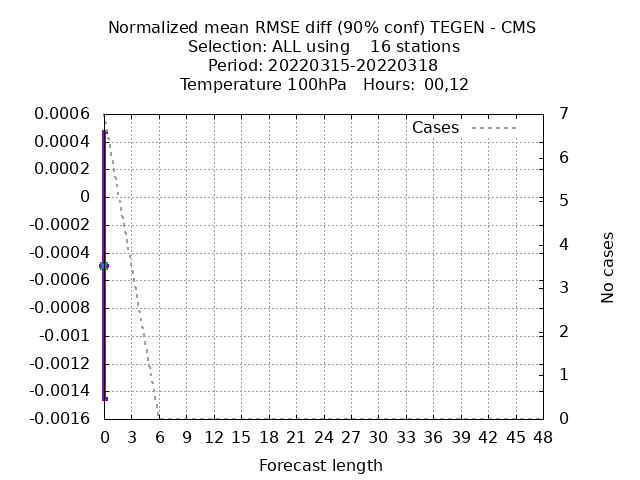 Normalized mean RMSE diff (90% conf) TEGEN - CMS
Selection: ALL using    16 stations
Period: 20220315-20220318
Temperature 100hPa   Hours: 00,12
Cases
0.0006
0.0004
0.0002
0
-0.0002
-0.0004
-0.0006
-0.0008
-0.001
-0.0012
-0.0014
-0.0016
7
6
5
4
3
2
1
0
No cases
0 3 6 9 12 15 18 21 24 27 30 33 36 39 42 45 48
Forecast length